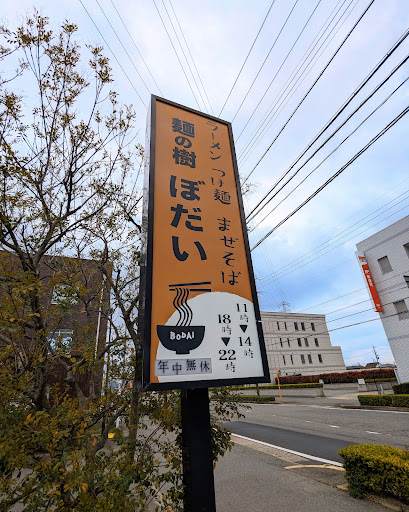 ラーメン つけ麺 まぜそば
麺の樹 ぼだい
BODAI
11時▼14時
18時▼22時
年中無休